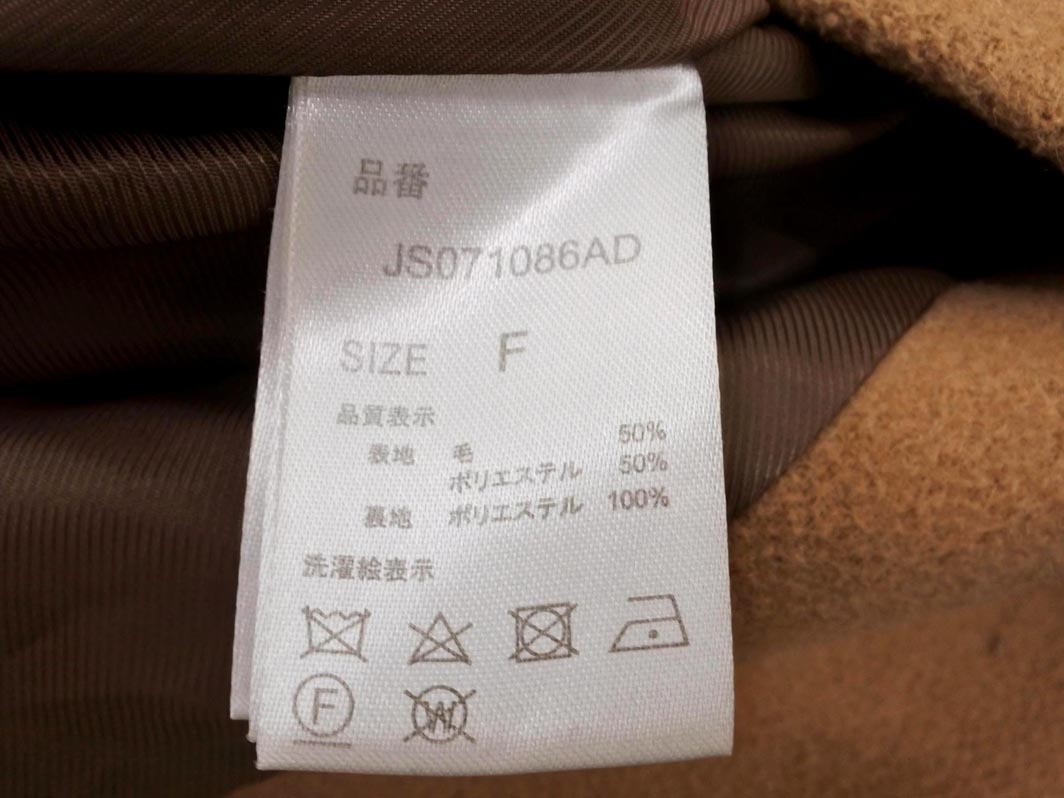 品番
JS071086AD
SIZE F
品質表示
表地 毛 50%
ポリエステル 50%
裏地 ポリエステル 100%
洗濯絵表示
F W